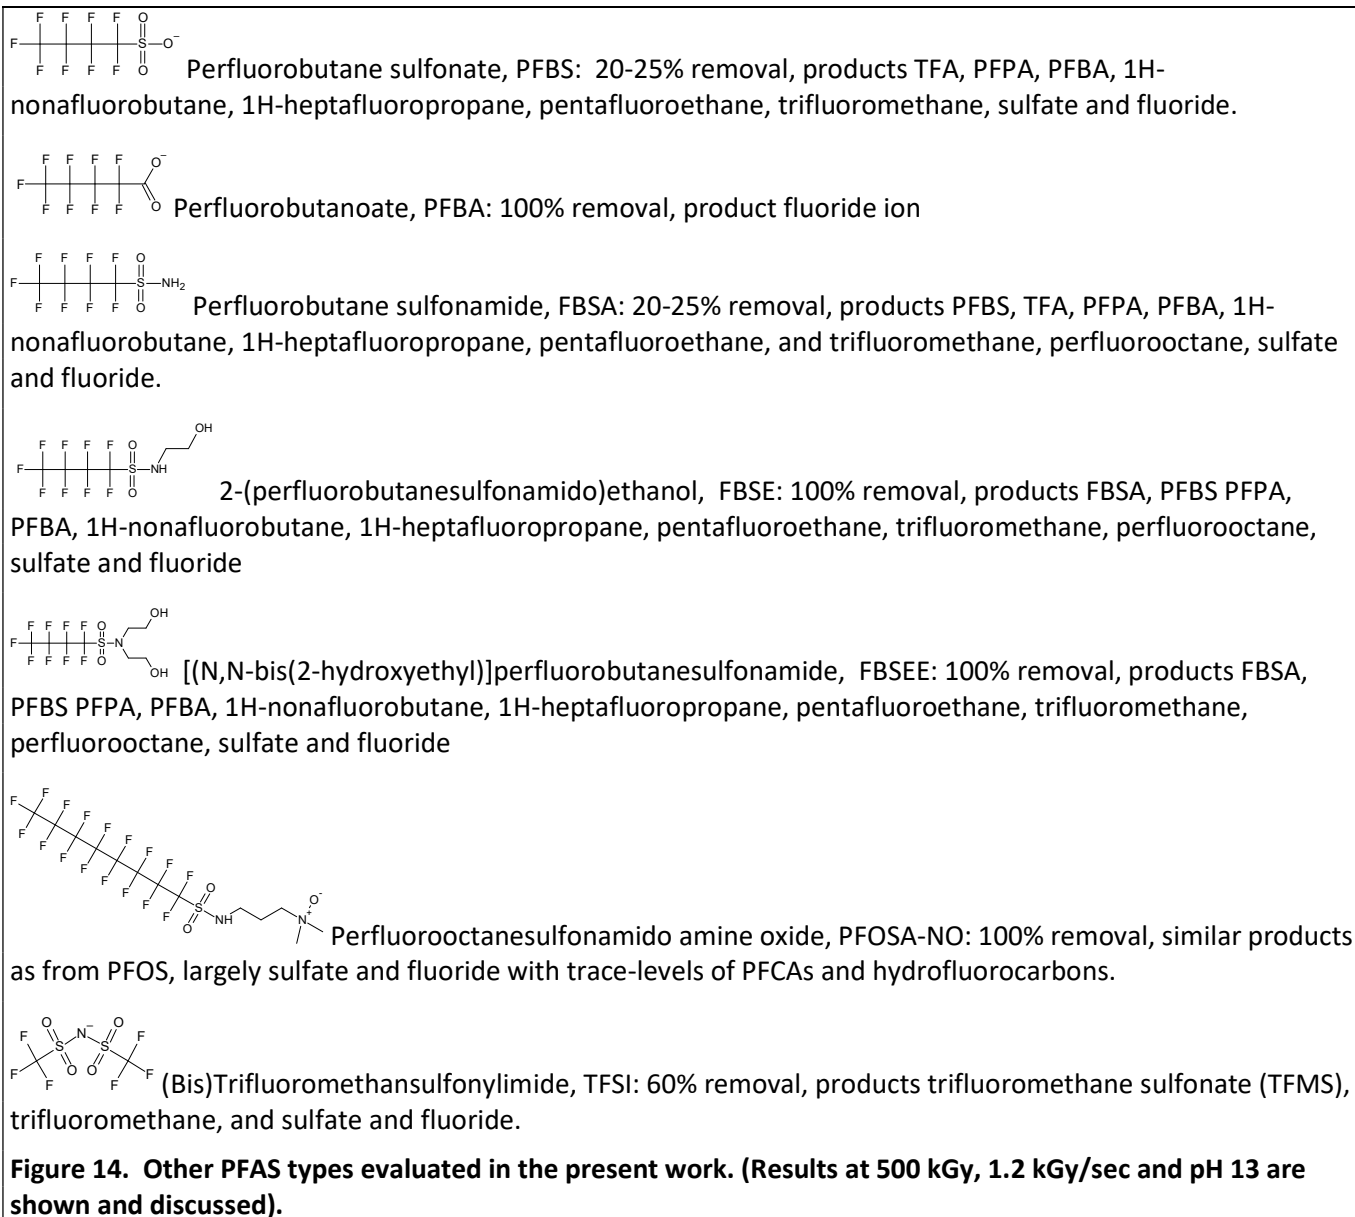 F F F F O
F S O⁻
F F F F O Perfluorobutane sulfonate, PFBS: 20-25% removal, products TFA, PFPA, PFBA, 1H-
nonafluorobutane, 1H-heptafluoropropane, pentafluoroethane, trifluoromethane, sulfate and fluoride.
F F F F O⁻
F
F F F F O Perfluorobutanoate, PFBA: 100% removal, product fluoride ion
F F F F O
F S NH₂
F F F F O Perfluorobutane sulfonamide, FBSA: 20-25% removal, products PFBS, TFA, PFPA, PFBA, 1H-
nonafluorobutane, 1H-heptafluoropropane, pentafluoroethane, and trifluoromethane, perfluorooctane, sulfate
and fluoride.
OH
F F F F O
F S NH
F F F F O 2-(perfluorobutanesulfonamido)ethanol, FBSE: 100% removal, products FBSA, PFBS PFPA,
PFBA, 1H-nonafluorobutane, 1H-heptafluoropropane, pentafluoroethane, trifluoromethane, perfluorooctane,
sulfate and fluoride
OH
F F F F O
F S N
F F F F O
OH [(N,N-bis(2-hydroxyethyl)]perfluorobutanesulfonamide, FBSEE: 100% removal, products FBSA,
PFBS PFPA, PFBA, 1H-nonafluorobutane, 1H-heptafluoropropane, pentafluoroethane, trifluoromethane,
perfluorooctane, sulfate and fluoride
F F F F F F F F F F F F F F F F F O S O NH N⁺ O⁻ Perfluorooctanesulfonamido amine oxide, PFOSA-NO: 100% removal, similar products
as from PFOS, largely sulfate and fluoride with trace-levels of PFCAs and hydrofluorocarbons.
O N⁻ O
F S S F
F F O O F F (Bis)Trifluoromethansulfonylimide, TFSI: 60% removal, products trifluoromethane sulfonate (TFMS),
trifluoromethane, and sulfate and fluoride.
Figure 14. Other PFAS types evaluated in the present work. (Results at 500 kGy, 1.2 kGy/sec and pH 13 are
shown and discussed).